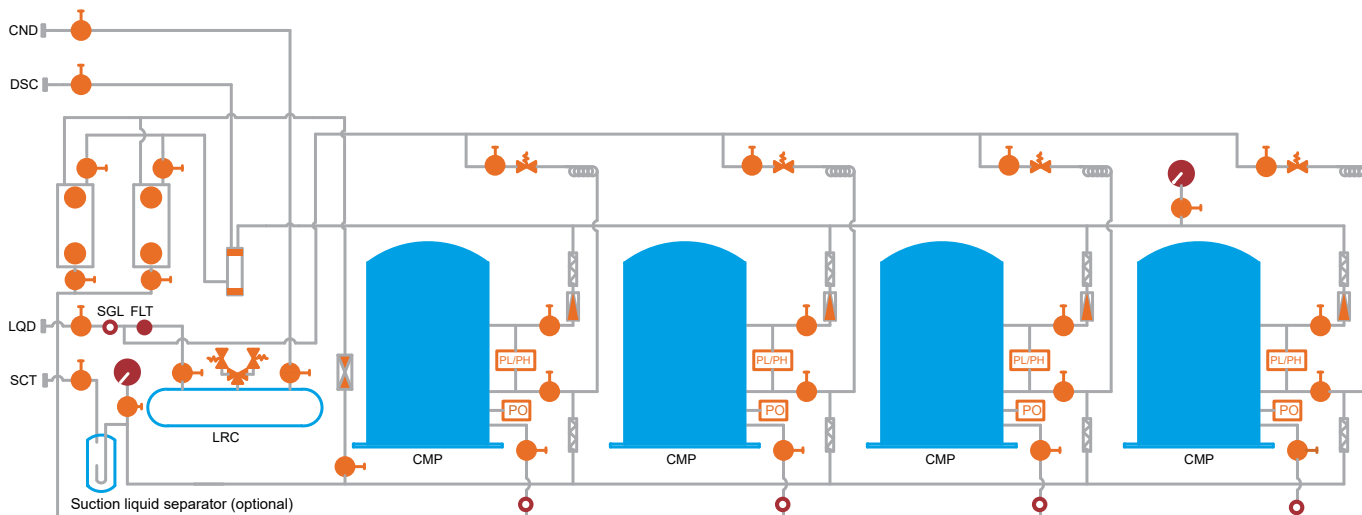 CND
DSC
SGL FLT
LQD
SCT
LRC
Suction liquid separator (optional)
PL/PH
PO
CMP
PL/PH
PO
CMP
PL/PH
PO
CMP
PL/PH
PO
CMP